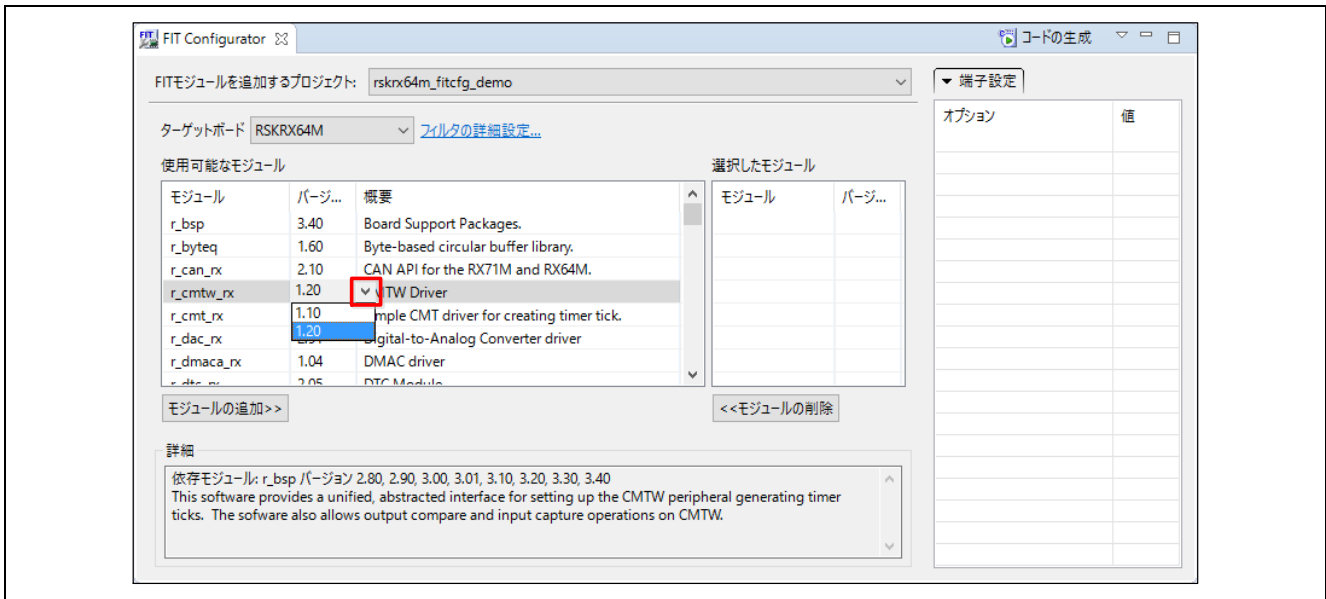 FIT Configurator
コードの生成
FITモジュールを追加するプロジェクト: rskrx64m_fitcfg_demo
ターゲットボード RSKRX64M フィルタの詳細設定...
使用可能なモジュール
モジュール バージ... 概要
r_bsp 3.40 Board Support Packages.
r_byteq 1.60 Byte-based circular buffer library.
r_can_rx 2.10 CAN API for the RX71M and RX64M.
r_cmtw_rx 1.20 TW Driver
r_cmt_rx 1.10 mple CMT driver for creating timer tick.
1.20
r_dac_rx Digital-to-Analog Converter driver
r_dmaca_rx 1.04 DMAC driver
r_dtc_rx 2.05 DTC Module
モジュールの追加>>
選択したモジュール
モジュール バージ...
<<モジュールの削除
詳細
依存モジュール: r_bsp バージョン 2.80, 2.90, 3.00, 3.01, 3.10, 3.20, 3.30, 3.40
This software provides a unified, abstracted interface for setting up the CMTW peripheral generating timer
ticks. The sofware also allows output compare and input capture operations on CMTW.
端子設定
オプション 値